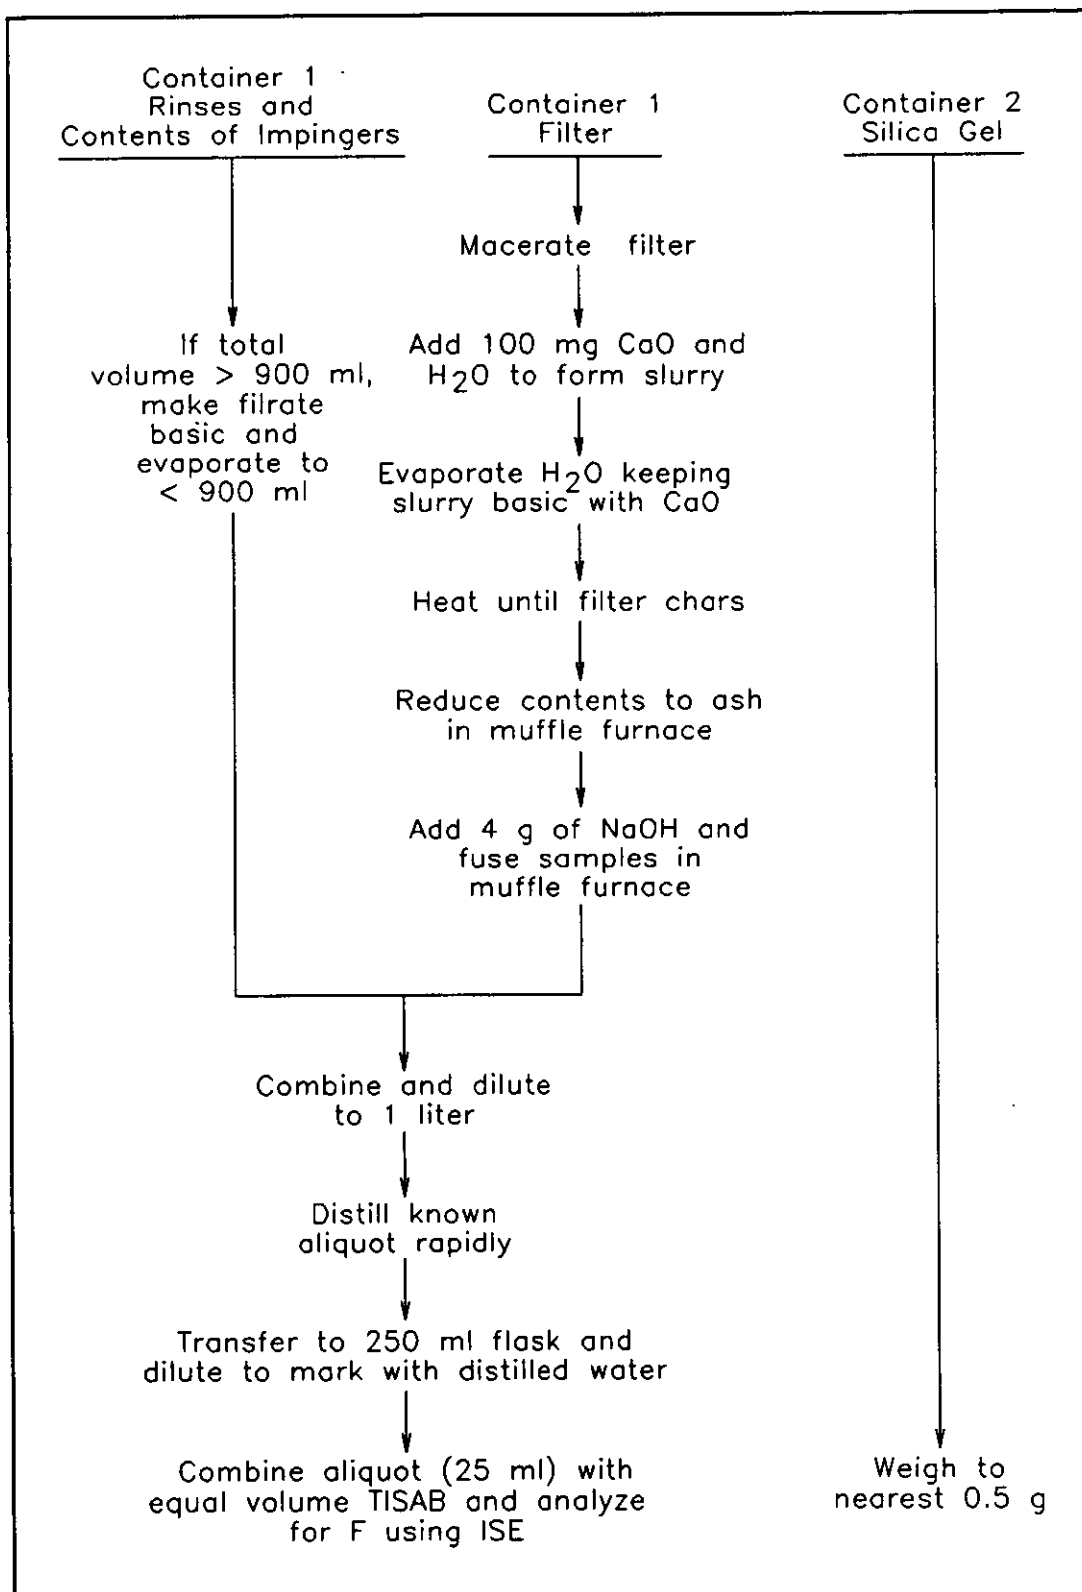 Container 1
Rinses and
Contents of Impingers
If total
volume > 900 ml,
make filrate
basic and
evaporate to
< 900 ml
Container 1
Filter
Macerate filter
Add 100 mg CaO and
H2O to form slurry
Evaporate H2O keeping
slurry basic with CaO
Heat until filter chars
Reduce contents to ash
in muffle furnace
Add 4 g of NaOH and
fuse samples in
muffle furnace
Combine and dilute
to 1 liter
Distill known
aliquot rapidly
Transfer to 250 ml flask and
dilute to mark with distilled water
Combine aliquot (25 ml) with
equal volume TISAB and analyze
for F using ISE
Container 2
Silica Gel
Weigh to
nearest 0.5 g